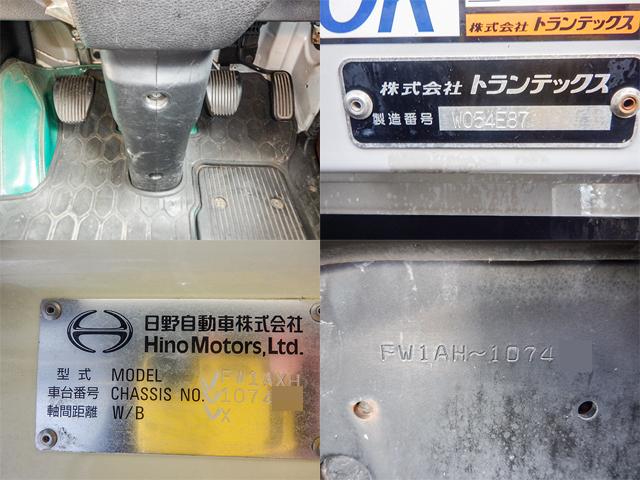 OR
株式会社 トランテックス
株式会社 トランテックス
製造番号 W054E87
日野自動車株式会社
Hino Motors, Ltd.
型式 MODEL FW1AXH
車台番号 CHASSIS NO. 1074
軸間距離 W/B X
FW1AH~1074